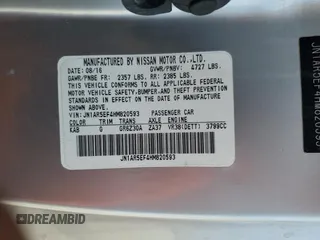 MANUFACTURED BY NISSAN MOTOR CO.,LTD.
DATE: 08/16 GVWR/PNBV: 4727 LBS.
GAWR/PNBE FR: 2357 LBS. RR: 2385 LBS.
THIS VEHICLE CONFORMS TO ALL APPLICABLE
FEDERAL MOTOR VEHICLE
SAFETY,BUMPER,AND THEFT PREVENTION
STANDARDS IN EFFECT ON THE DATE OF
MANUFACTURE SHOWN ABOVE.
VIN:JN1AR5EF4HM820593 PASSENGER CAR
COLOR TRIM TRANS AXLE ENGINE
KAB G GR6Z30A ZA37 VR38(DETT) 3799CC
JN1AR5EF4HM820593
JN1AR5EF4HM820593